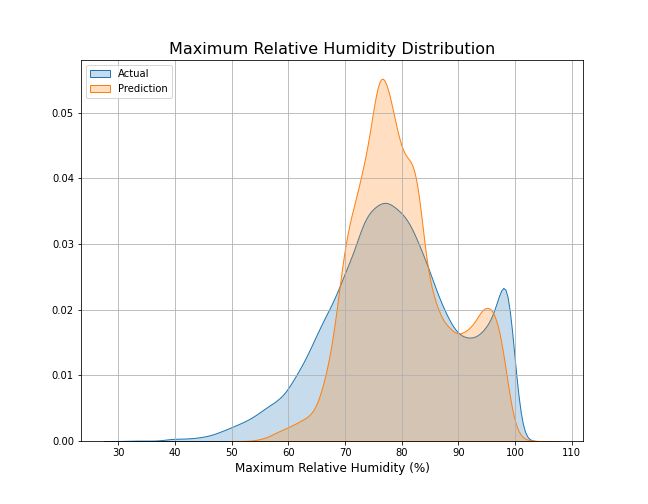 Maximum Relative Humidity Distribution
Actual
Prediction
0.05
0.04
0.03
0.02
0.01
0.00
30 40 50 60 70 80 90 100 110
Maximum Relative Humidity (%)